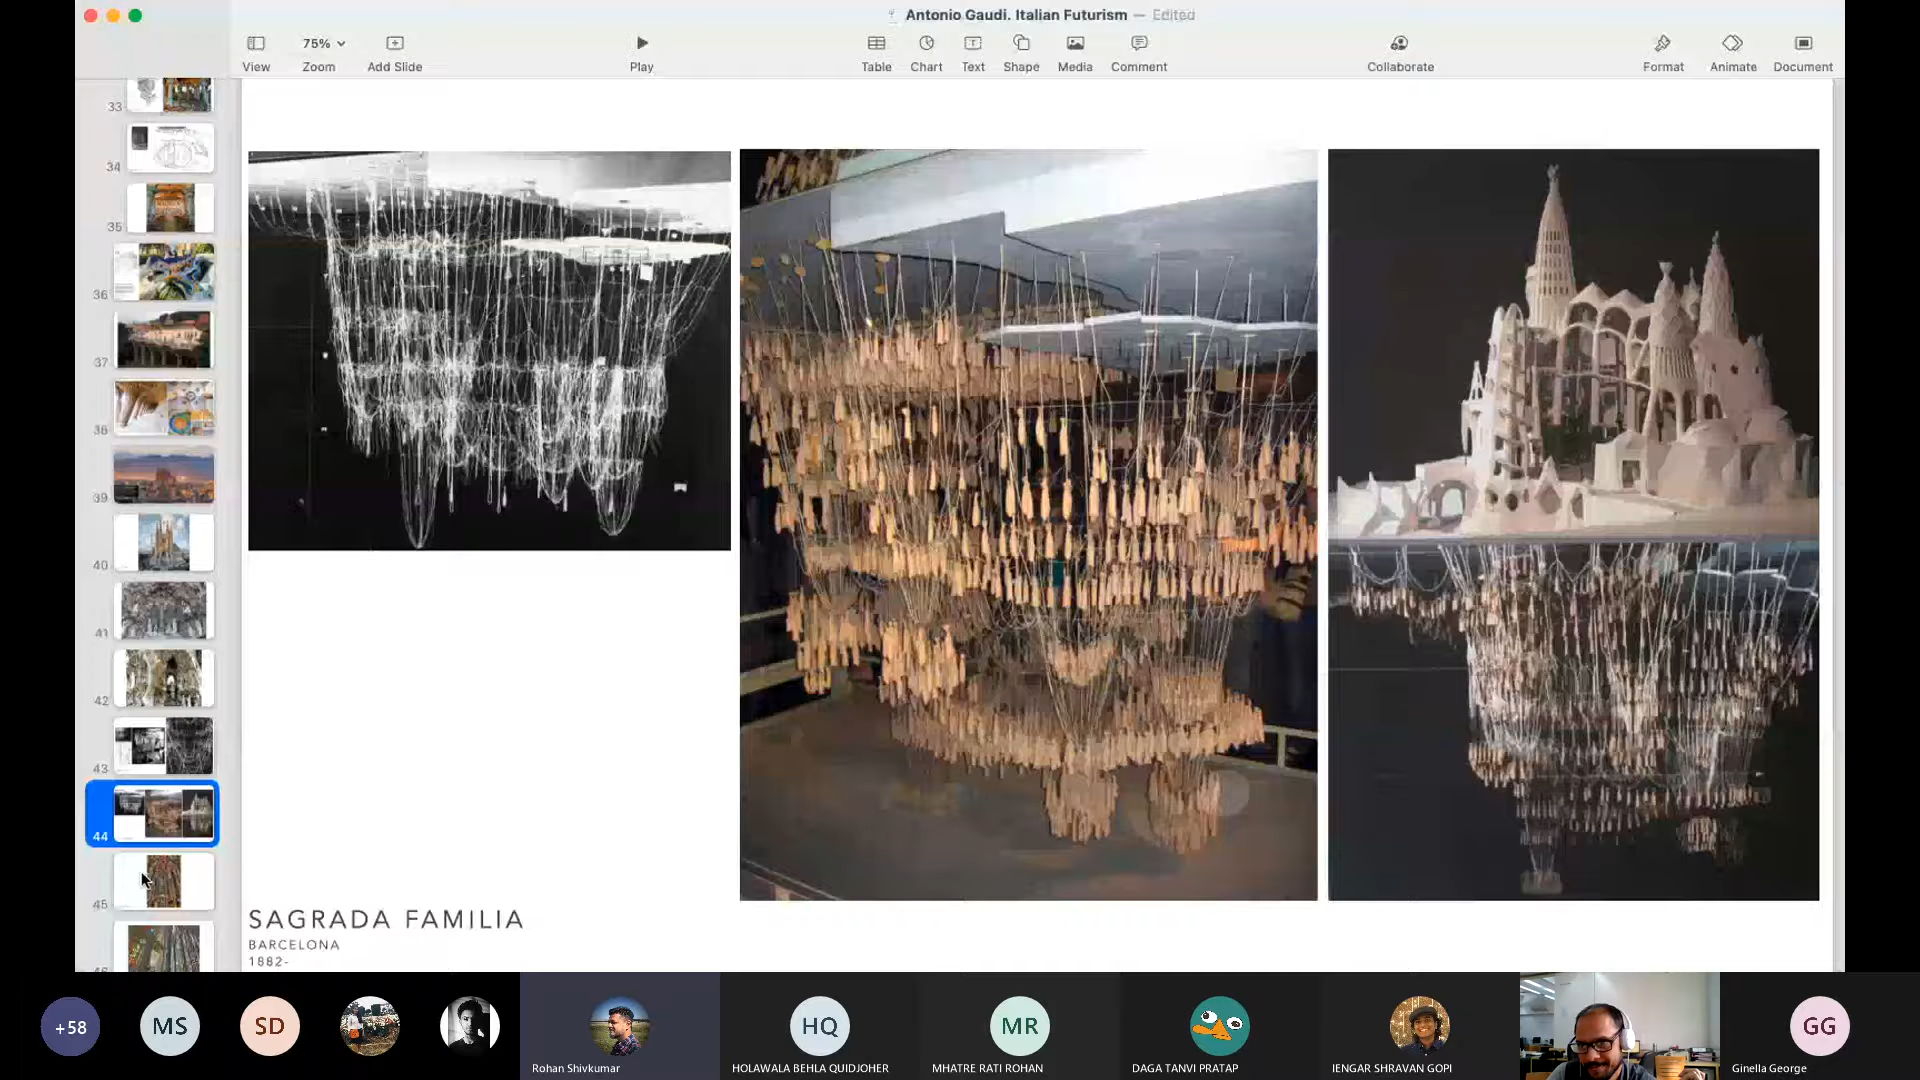 Antonio Gaudi. Italian Futurism — Edited
75%
View
Zoom
Add Slide
Play
Table
Chart
Text
Shape
Media
Comment
Collaborate
Format
Animate
Document
33
34
35
36
37
38
39
40
41
42
43
44
45
46
SAGRADA FAMILIA
BARCELONA
1882-
+58
MS
SD
HQ
MR
GG
Rohan Shivkumar
HOLAWALA BEHLA QUIDJOHER
MHATRE RATI ROHAN
DAGA TANVI PRATAP
IENGAR SHRAVAN GOPI
Ginella George